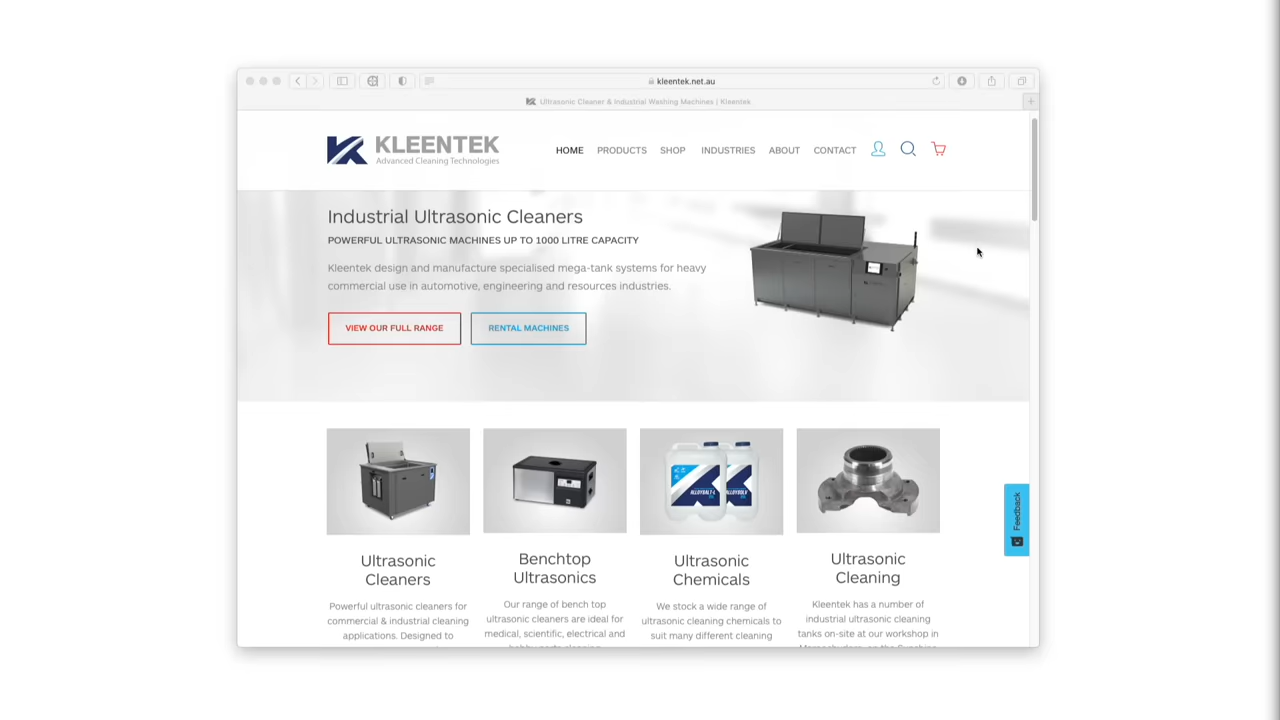 kleentek.net.au
Ultrasonic Cleaner & Industrial Washing Machines | Kleentek
KLEENTEK
Advanced Cleaning Technologies
HOME PRODUCTS SHOP INDUSTRIES ABOUT CONTACT
Industrial Ultrasonic Cleaners
POWERFUL ULTRASONIC MACHINES UP TO 1000 LITRE CAPACITY
Kleentek design and manufacture specialised mega-tank systems for heavy
commercial use in automotive, engineering and resources industries.
VIEW OUR FULL RANGE RENTAL MACHINES
Feedback
ALLOYSALT-L
Ultrasonic
Cleaners
Powerful ultrasonic cleaners for
commercial & industrial cleaning
applications. Designed to
Benchtop
Ultrasonics
Our range of bench top
ultrasonic cleaners are ideal for
medical, scientific, electrical and
Ultrasonic
Chemicals
We stock a wide range of
ultrasonic cleaning chemicals to
suit many different cleaning
Ultrasonic
Cleaning
Kleentek has a number of
industrial ultrasonic cleaning
tanks on-site at our workshop in